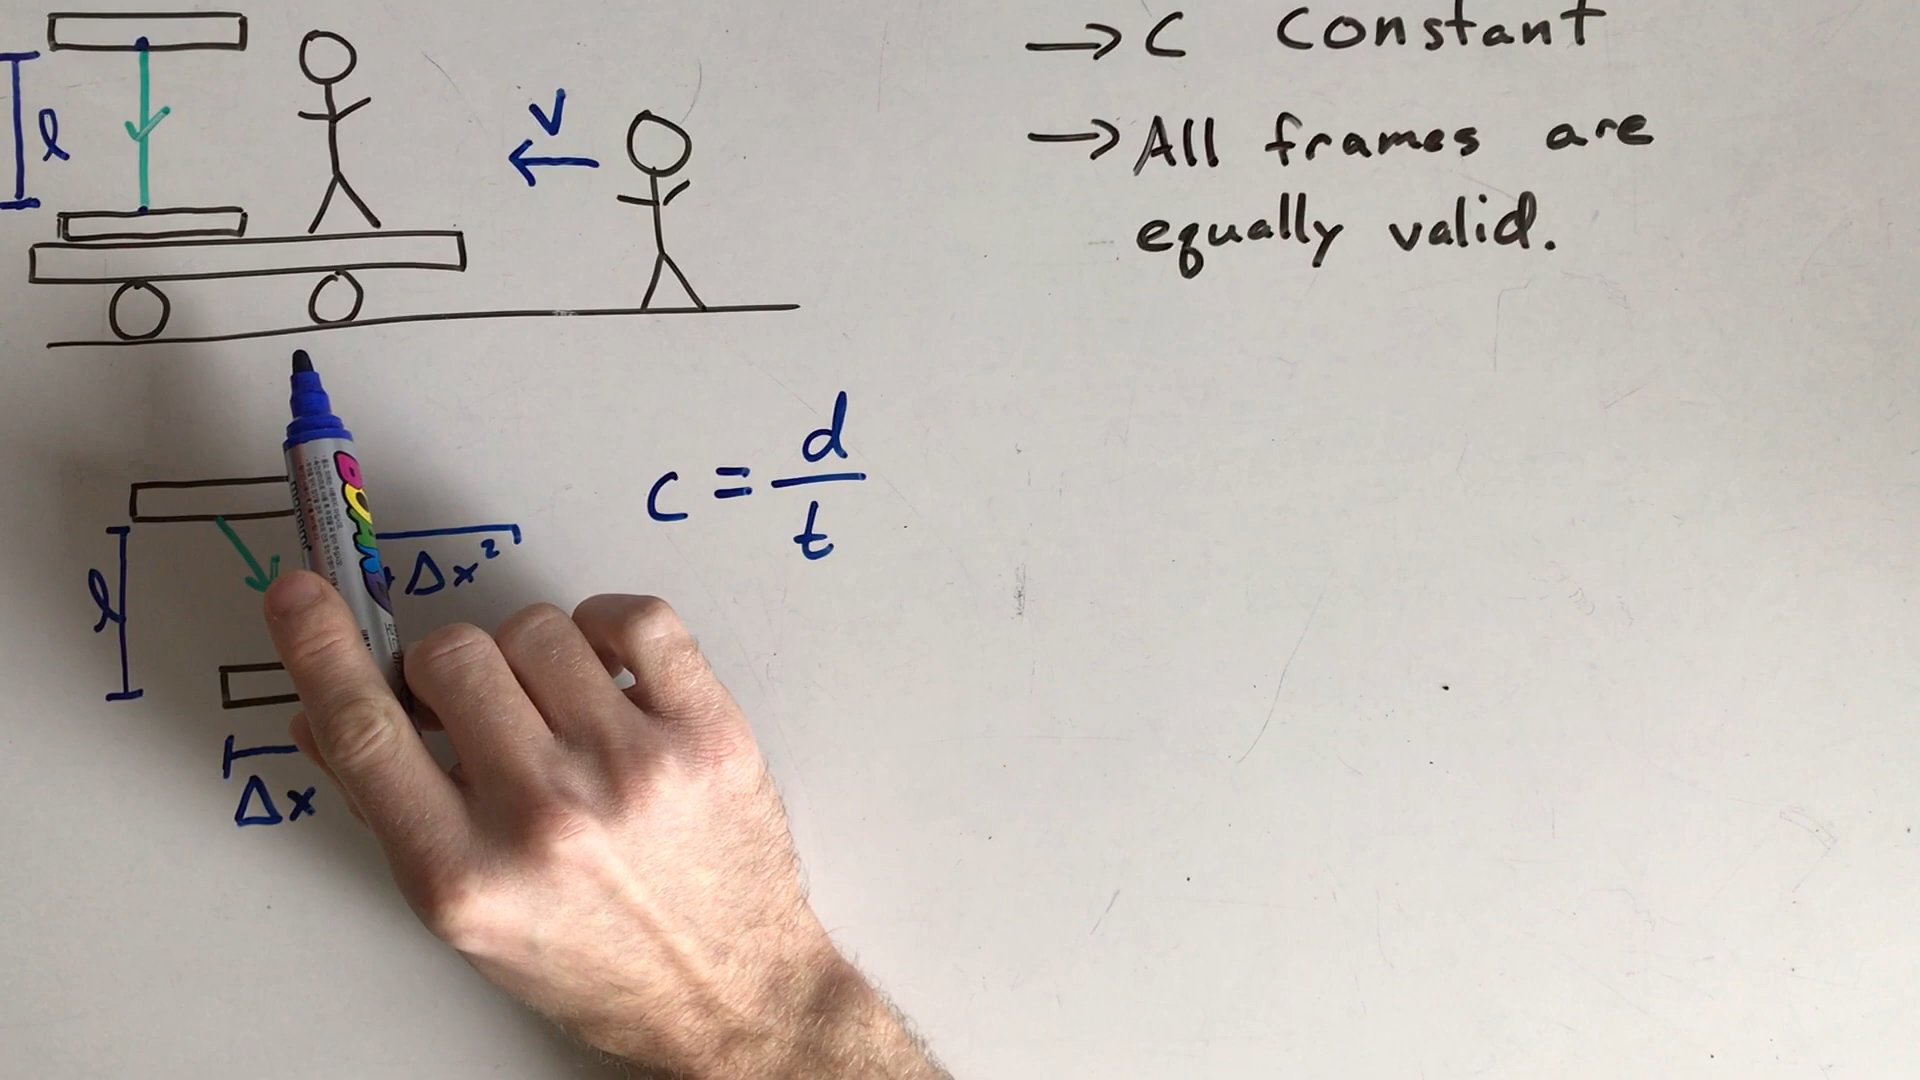 → C constant
→ All frames are
equally valid.
l
v
c = d/t
l
Δx²
Δx